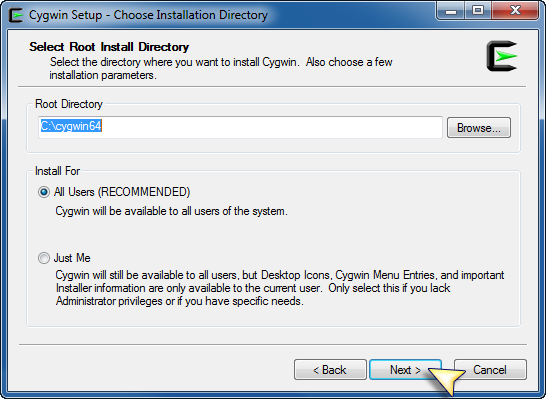 Cygwin Setup - Choose Installation Directory
Select Root Install Directory
Select the directory where you want to install Cygwin. Also choose a few
installation parameters.
Root Directory
C:\cygwin64
Browse...
Install For
All Users (RECOMMENDED)
Cygwin will be available to all users of the system.
Just Me
Cygwin will still be available to all users, but Desktop Icons, Cygwin Menu Entries, and important
Installer information are only available to the current user. Only select this if you lack
Administrator privileges or if you have specific needs.
< Back
Next >
Cancel